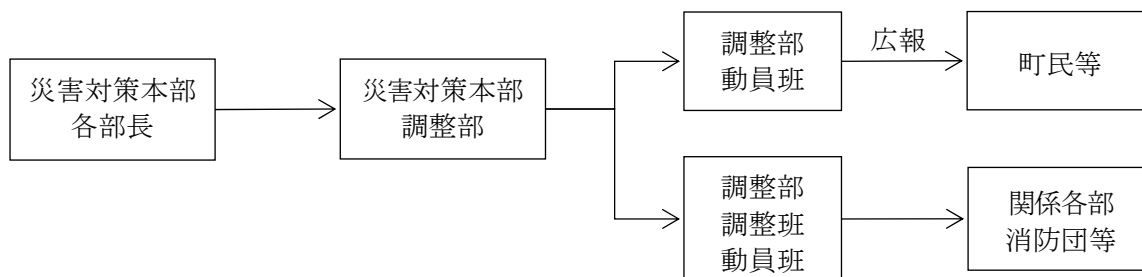 災害対策本部
各部長
災害対策本部
調整部
調整部
動員班
広報
町民等
調整部
調整班
動員班
関係各部
消防団等